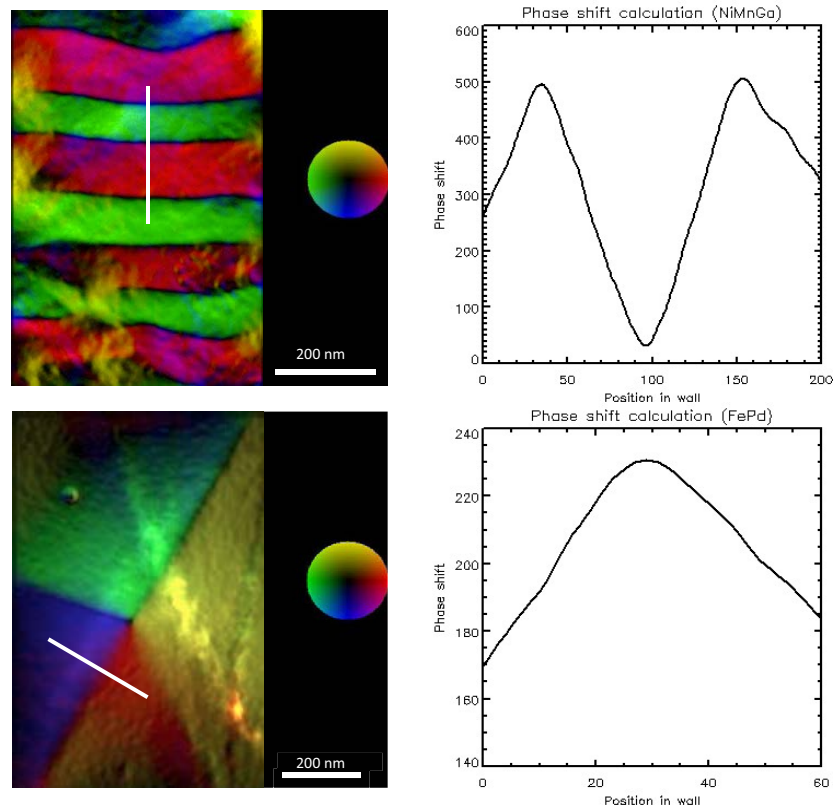 Phase shift calculation (NiMnGa)
600
500
400
300
200
100
0
Phase shift
0 50 100 150 200
Position in wall
200 nm
Phase shift calculation (FePd}
240
220
200
180
160
140
Phase shift
0 20 40 60
Position in wall
200 nm